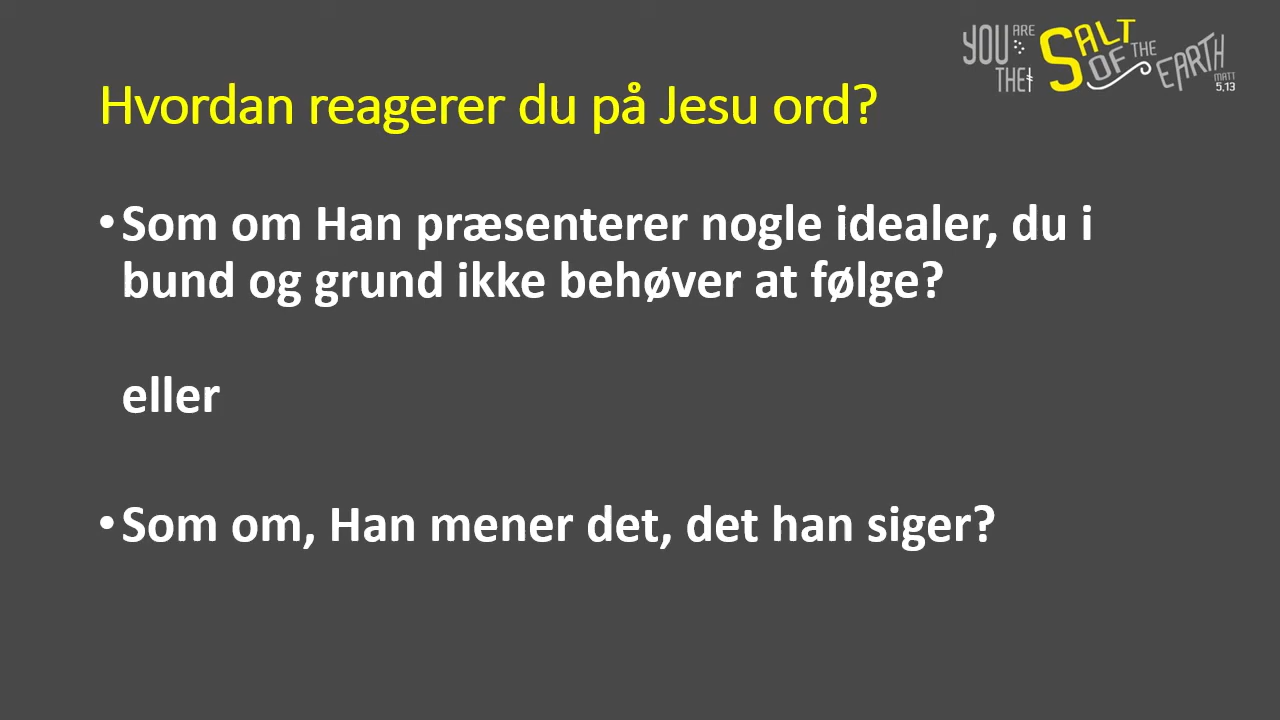 YOU ARE THE SALT OF THE EARTH
MATT 5,13
Hvordan reagerer du på Jesu ord?
•Som om Han præsenterer nogle idealer, du i
bund og grund ikke behøver at følge?
eller
•Som om, Han mener det, det han siger?